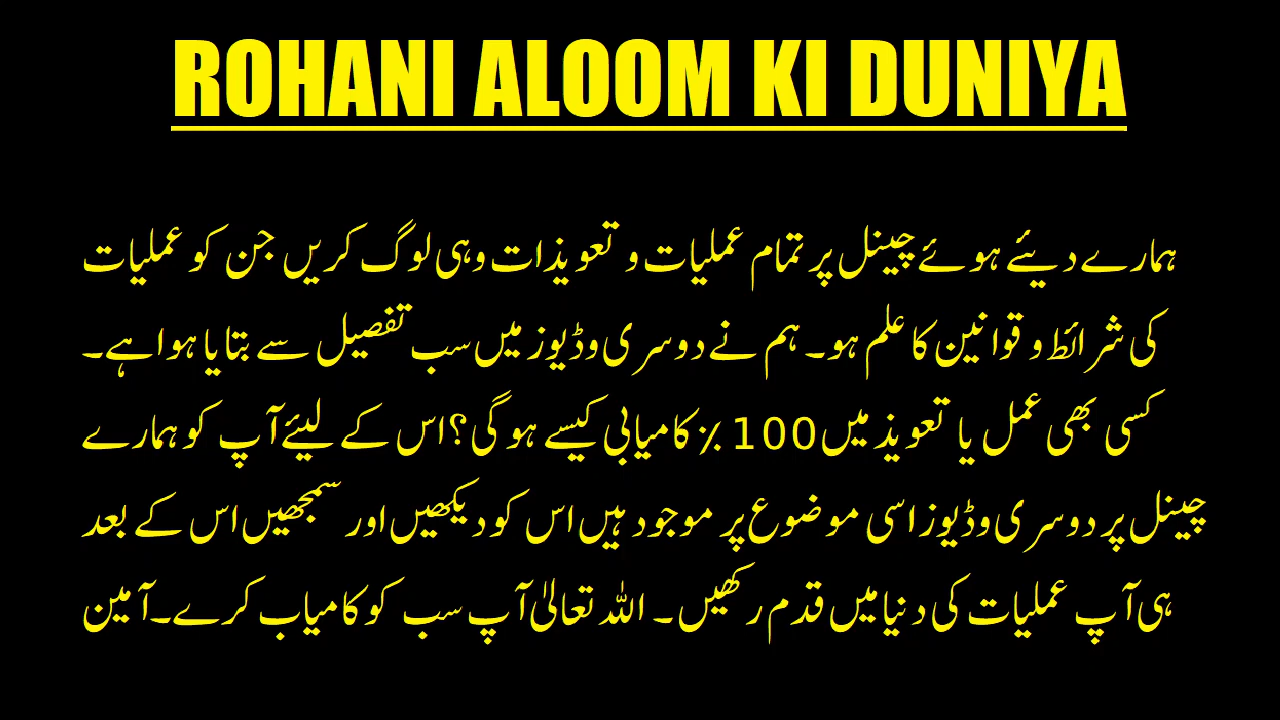 ROHANI ALOOM KI DUNIYA
ہمارے دیئے ہوئے چینل پر تمام عملیات و تعویذات وہی لوگ کریں جن کو عملیات
کی شرائط و قوانین کا علم ہو۔ ہم نے دوسری وڈیوز میں سب تفصیل سے بتایا ہوا ہے۔
کسی بھی عمل یا تعویذ میں 100 ٪ کامیابی کیسے ہو گی؟ اس کے لیئے آپ کو ہمارے
چینل پر دوسری وڈیوز اسی موضوع پر موجود ہیں اس کو دیکھیں اور سمجھیں اس کے بعد
ہی آپ عملیات کی دنیا میں قدم رکھیں۔ اللہ تعالیٰ آپ سب کو کامیاب کرے۔ آمین